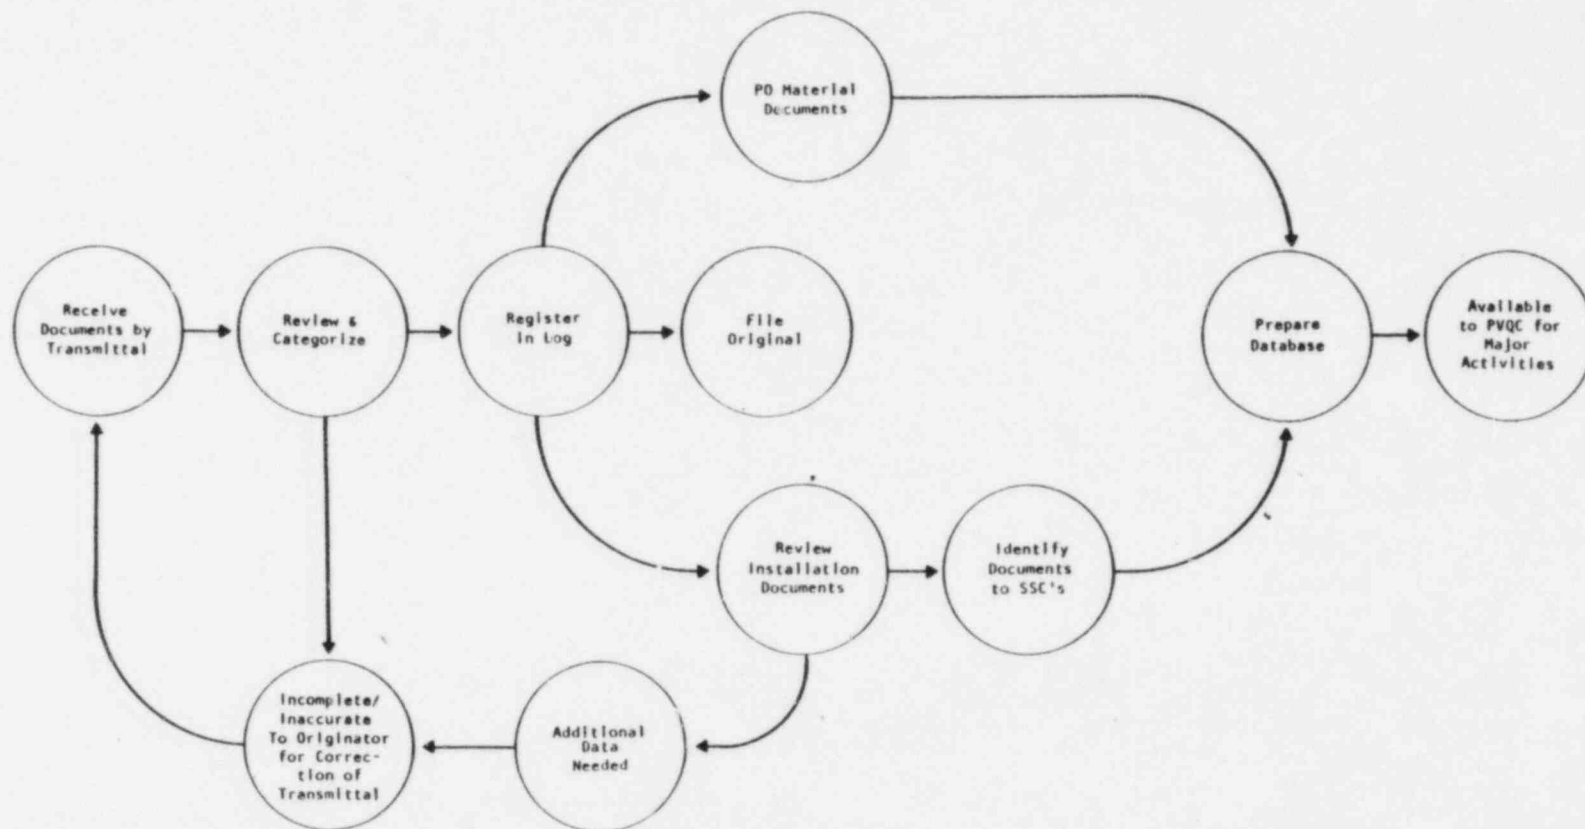 PO Material
Documents
Receive
Documents by
Transmittal
Review &
Categorize
Register
in Log
File
Original
Prepare
Database
Available
to PVQC for
Major
Activities
Review
Installation
Documents
Identify
Documents
to SSC's
Incomplete/
Inaccurate
To Originator
for Correc-
tion of
Transmittal
Additional
Data
Needed